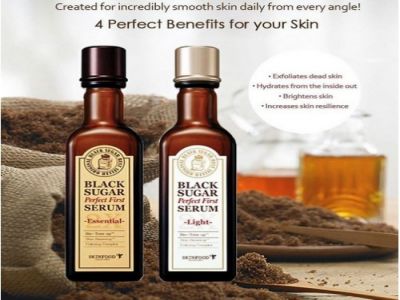 Created for incredibly smooth skin daily from every angle!
4 Perfect Benefits for your Skin
• Exfoliates dead skin
• Hydrates from the inside out
• Brightens skin
• Increases skin resilience
BLACK
SUGAR
Perfect First
SERUM
-Essential-
SKINFOOD
BLACK
SUGAR
Perfect First
SERUM
-Light-
SKINFOOD